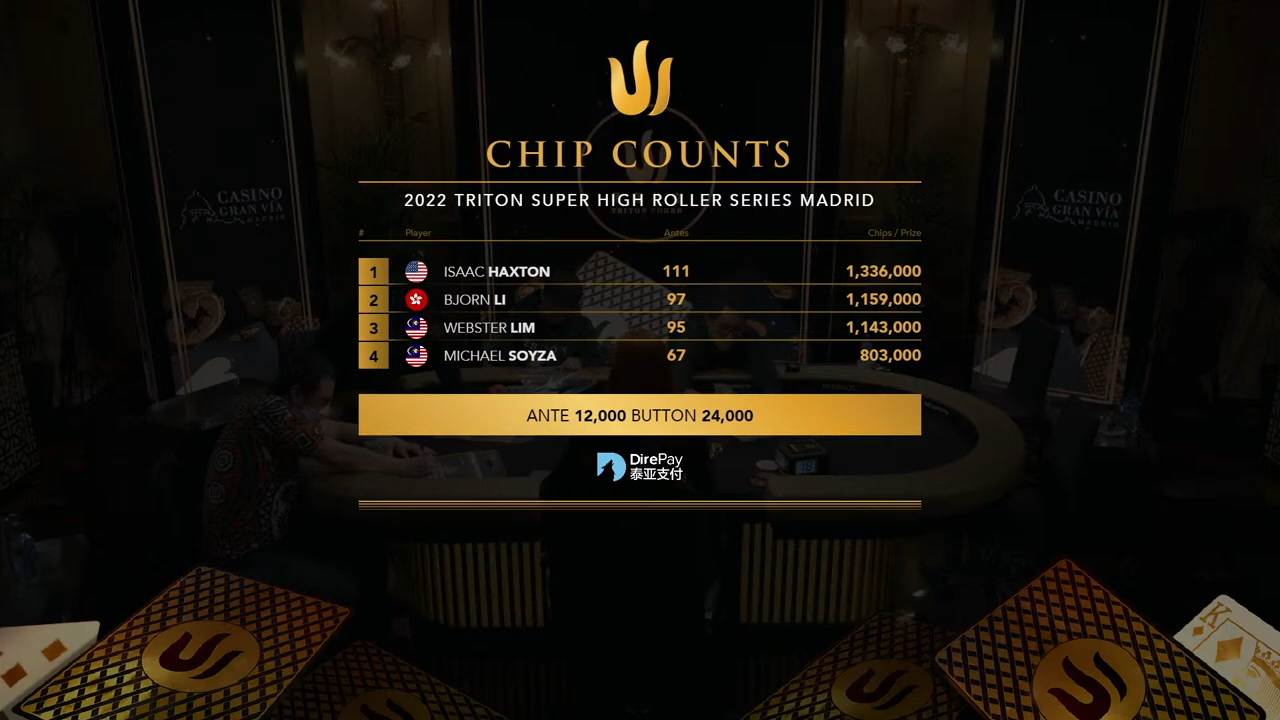 CHIP COUNTS
2022 TRITON SUPER HIGH ROLLER SERIES MADRID
# Player Antes Chips / Prize
1 ISAAC HAXTON 111 1,336,000
2 BJORN LI 97 1,159,000
3 WEBSTER LIM 95 1,143,000
4 MICHAEL SOYZA 67 803,000
ANTE 12,000 BUTTON 24,000
DirePay
泰亚支付
CASINO
GRAN VÍA
MADRID
CASINO
GRAN VÍA
MADRID
TRITON POKER
K